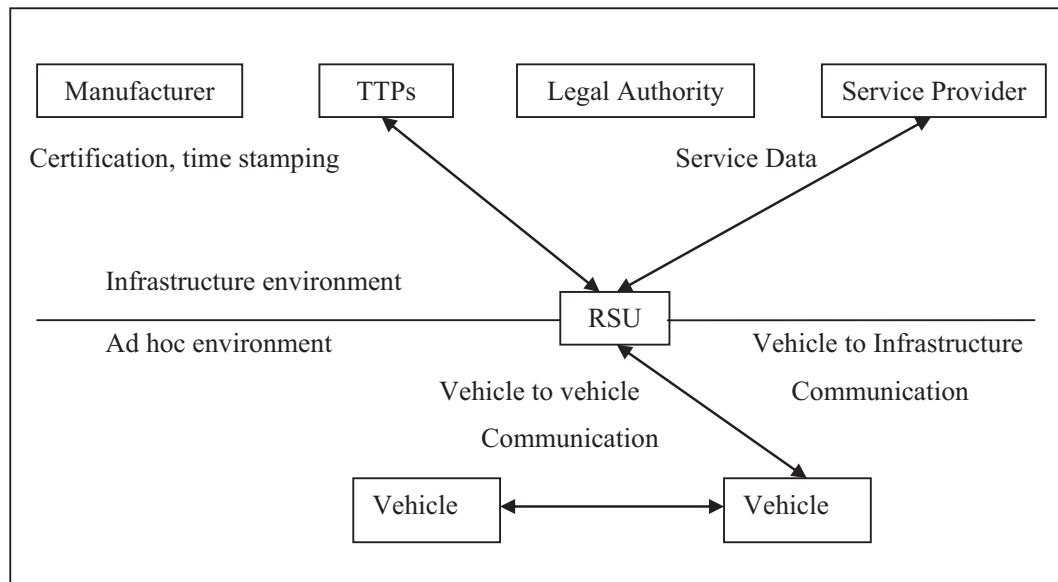 Manufacturer
TTPs
Legal Authority
Service Provider
Certification, time stamping
Service Data
Infrastructure environment
RSU
Ad hoc environment
Vehicle to Infrastructure
Communication
Vehicle to vehicle
Communication
Vehicle
Vehicle